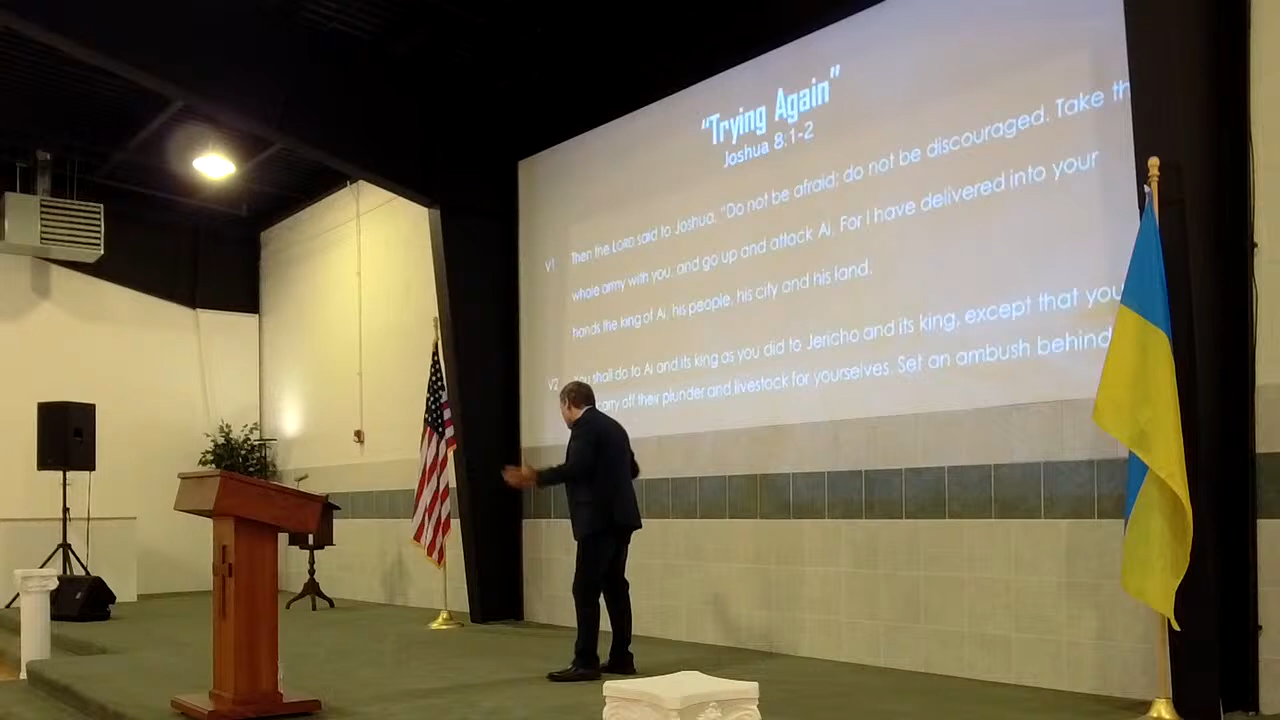 "Trying Again"
Joshua 8:1-2
V1 Then the LORD said to Joshua, "Do not be afraid; do not be discouraged. Take th
whole army with you, and go up and attack Ai. For I have delivered into your
hands the king of Ai, his people, his city and his land.
V2 You shall do to Ai and its king as you did to Jericho and its king, except that you
carry off their plunder and livestock for yourselves. Set an ambush behind